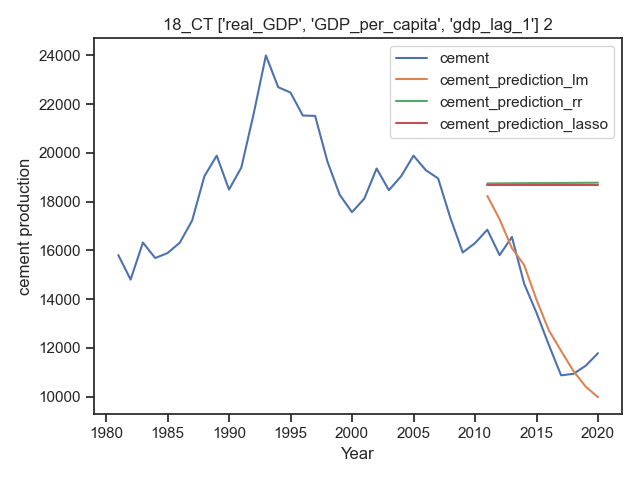 18_CT ['real_GDP', 'GDP_per_capita', 'gdp_lag_1'] 2
cement
cement_prediction_lm
cement_prediction_rr
cement_prediction_lasso
cement production
24000
22000
20000
18000
16000
14000
12000
10000
1980
1985
1990
1995
2000
2005
2010
2015
2020
Year